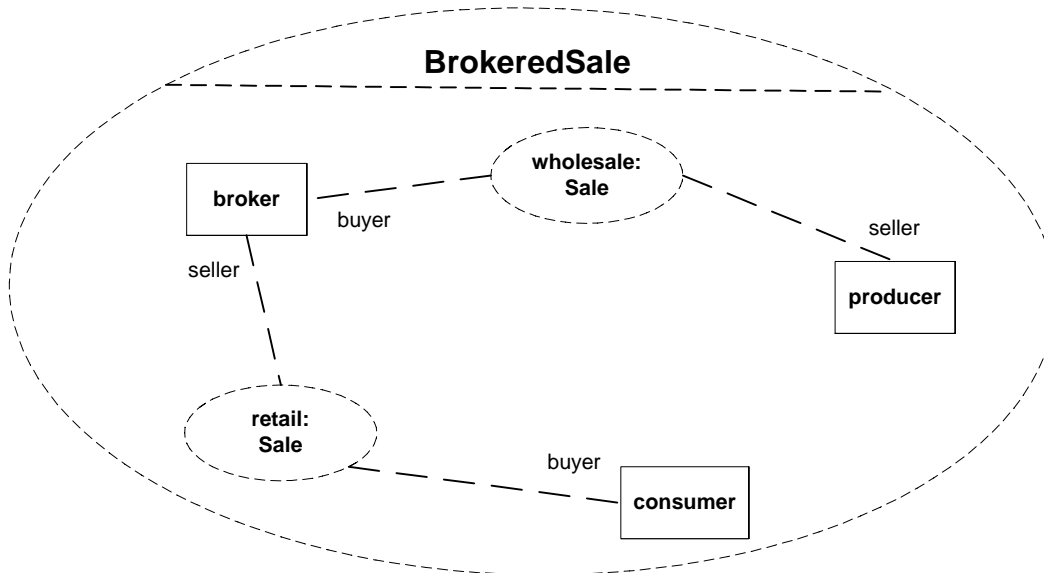 BrokeredSale
wholesale:
Sale
broker
buyer
seller
seller
producer
retail:
Sale
buyer
consumer